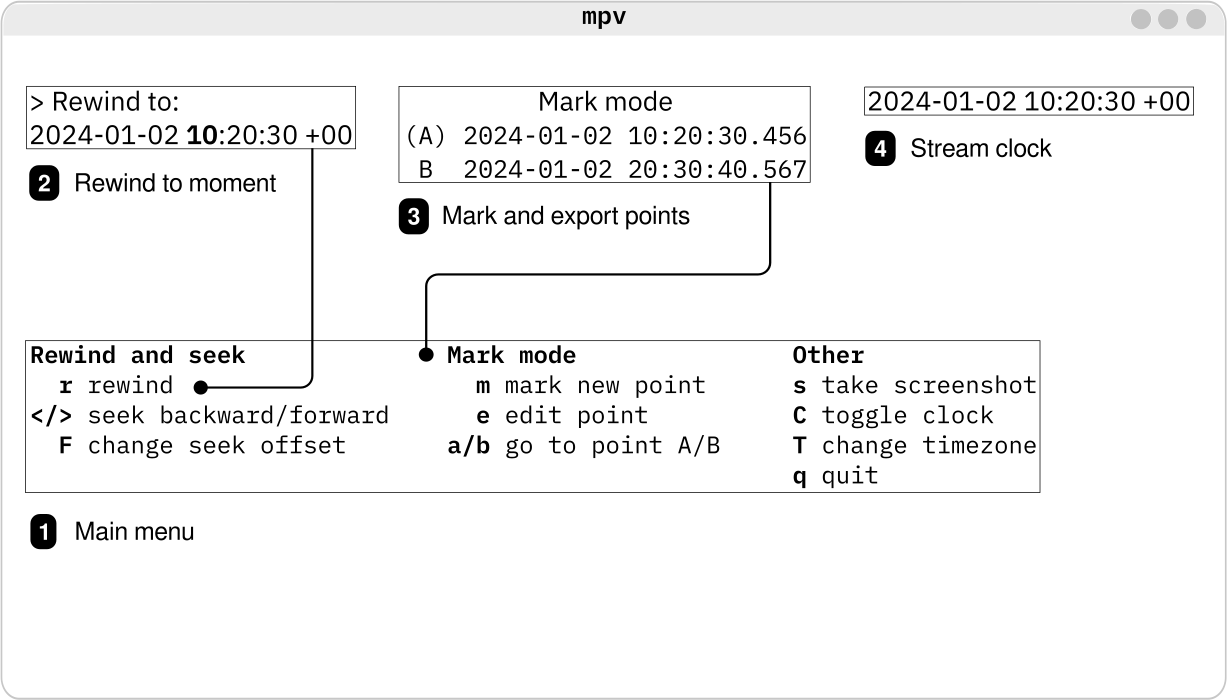 mpv
> Rewind to:
2024-01-02 10:20:30 +00
2 Rewind to moment
Mark mode
(A) 2024-01-02 10:20:30.456
B 2024-01-02 20:30:40.567
3 Mark and export points
2024-01-02 10:20:30 +00
4 Stream clock
Rewind and seek
r rewind
</> seek backward/forward
F change seek offset
Mark mode
m mark new point
e edit point
a/b go to point A/B
Other
s take screenshot
C toggle clock
T change timezone
q quit
1 Main menu